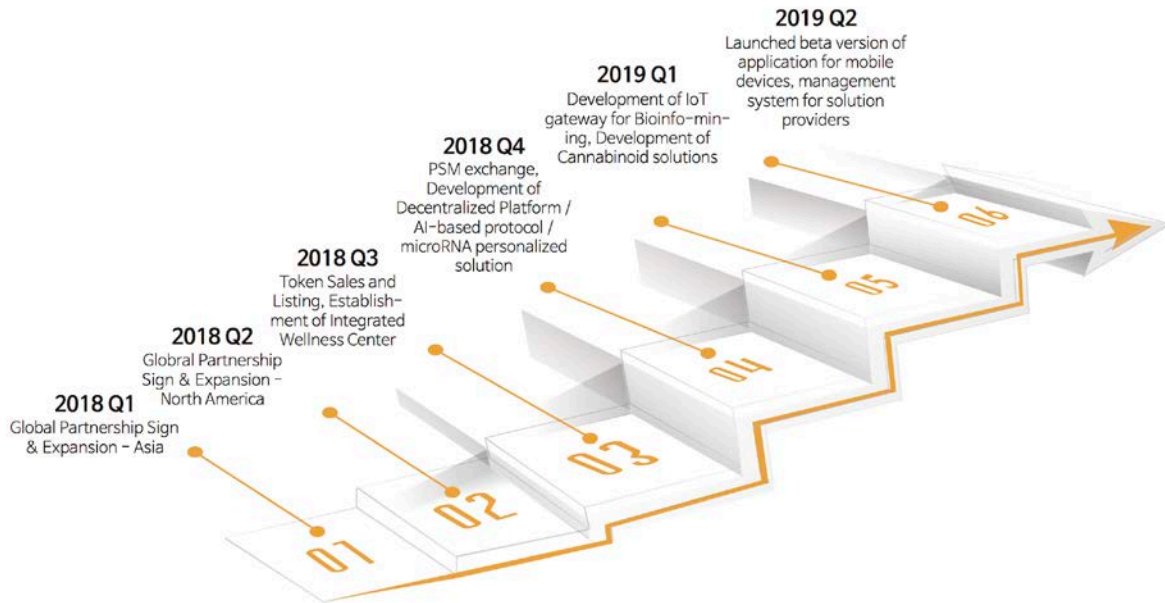 2018 Q1
Global Partnership Sign
& Expansion - Asia
01
2018 Q2
Globral Partnership
Sign & Expansion -
North America
02
2018 Q3
Token Sales and
Listing, Establish-
ment of Integrated
Wellness Center
03
2018 Q4
PSM exchange,
Development of
Decentralized Platform /
AI-based protocol /
microRNA personalized
solution
04
2019 Q1
Development of IoT
gateway for Bioinfo-min-
ing, Development of
Cannabinoid solutions
05
2019 Q2
Launched beta version of
application for mobile
devices, management
system for solution
providers
06